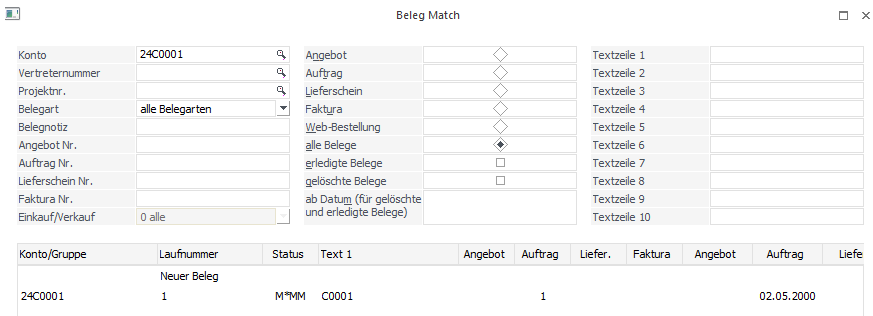 Beleg Match
Konto 24C0001 Angebot Textzeile 1
Vertreternummer Auftrag Textzeile 2
Projektnr. Lieferschein Textzeile 3
Belegart alle Belegarten Faktura Textzeile 4
Belegnotiz Web-Bestellung Textzeile 5
Angebot Nr. alle Belege Textzeile 6
Auftrag Nr. erledigte Belege Textzeile 7
Lieferschein Nr. gelöschte Belege Textzeile 8
Faktura Nr. ab Datum (für gelöschte Textzeile 9
Einkauf/Verkauf 0 alle und erledigte Belege) Textzeile 10
Konto/Gruppe Laufnummer Status Text 1 Angebot Auftrag Liefer. Faktura Angebot Auftrag Liefe
Neuer Beleg
24C0001 1 M*MM C0001 1 02.05.2000